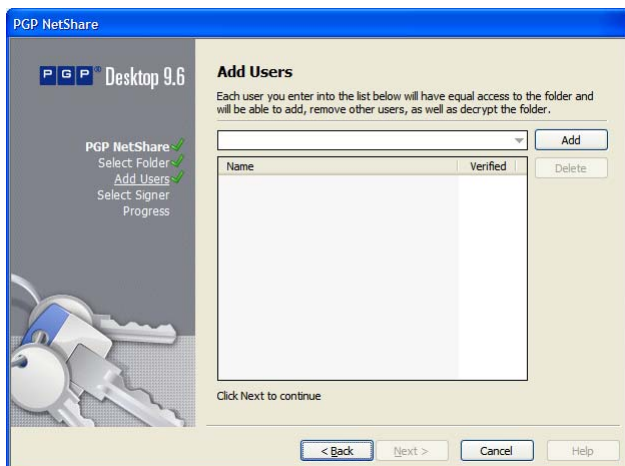 PGP NetShare
PGP® Desktop 9.6
PGP NetShare
Select Folder
Add Users
Select Signer
Progress
Add Users
Each user you enter into the list below will have equal access to the folder and
will be able to add, remove other users, as well as decrypt the folder.
Add
Name Verified
Delete
Click Next to continue
< Back Next > Cancel Help